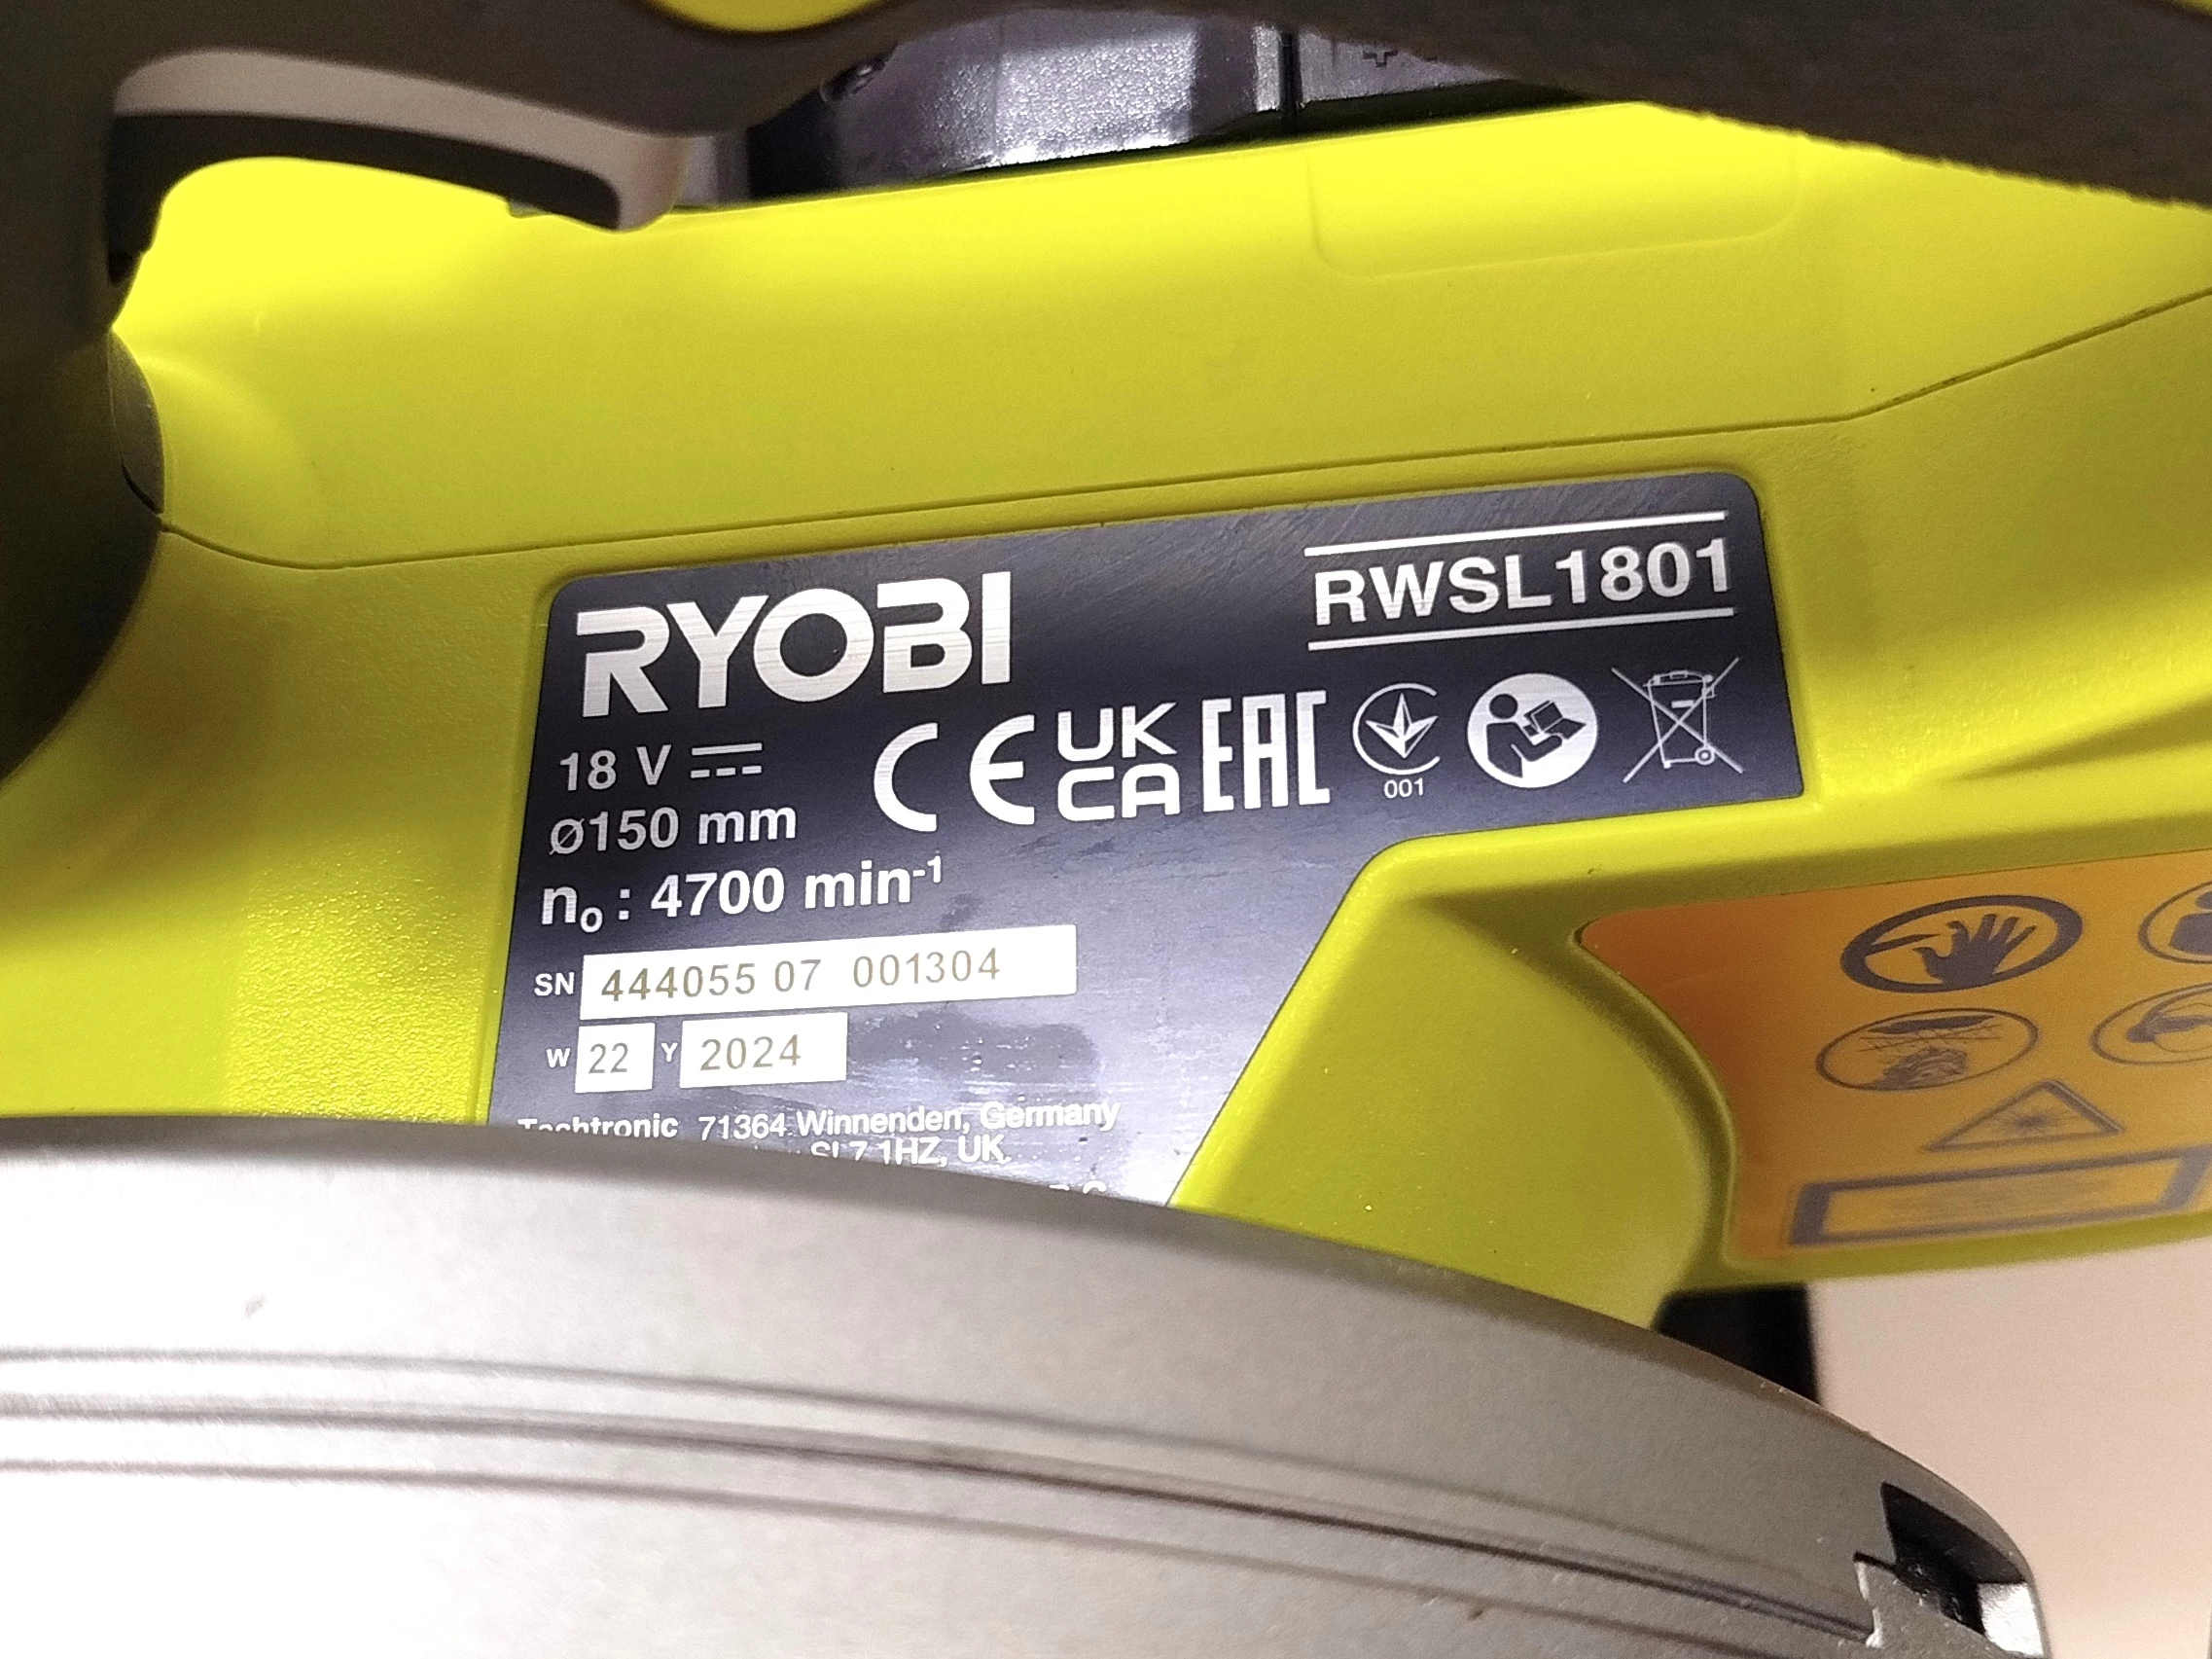 RYOBI
RWSL1801
18 V
CE UK CA EAC
001
ø150 mm
n₀ : 4700 min⁻¹
SN 444055 07 001304
W 22 Y 2024
Techtronic 71364 Winnenden, Germany
SL7 1HZ, UK